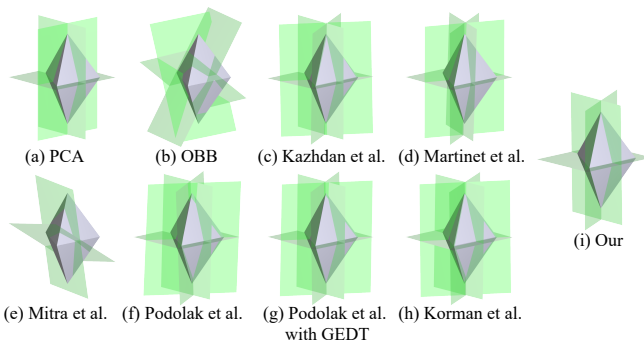 (a) PCA
(b) OBB
(c) Kazhdan et al.
(d) Martinet et al.
(e) Mitra et al.
(f) Podolak et al.
(g) Podolak et al.
with GEDT
(h) Korman et al.
(i) Our